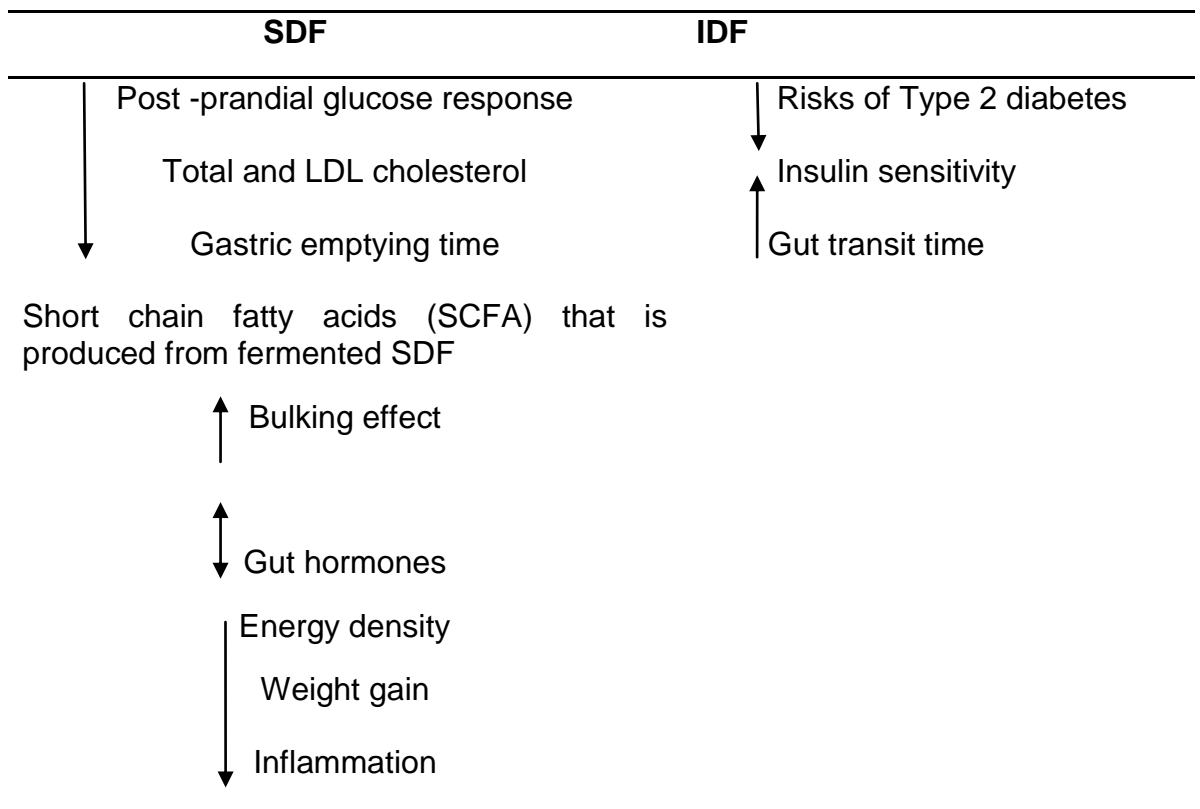 SDF IDF
Post -prandial glucose response Risks of Type 2 diabetes
Total and LDL cholesterol Insulin sensitivity
Gastric emptying time Gut transit time
Short chain fatty acids (SCFA) that is
produced from fermented SDF
Bulking effect
Gut hormones
Energy density
Weight gain
Inflammation